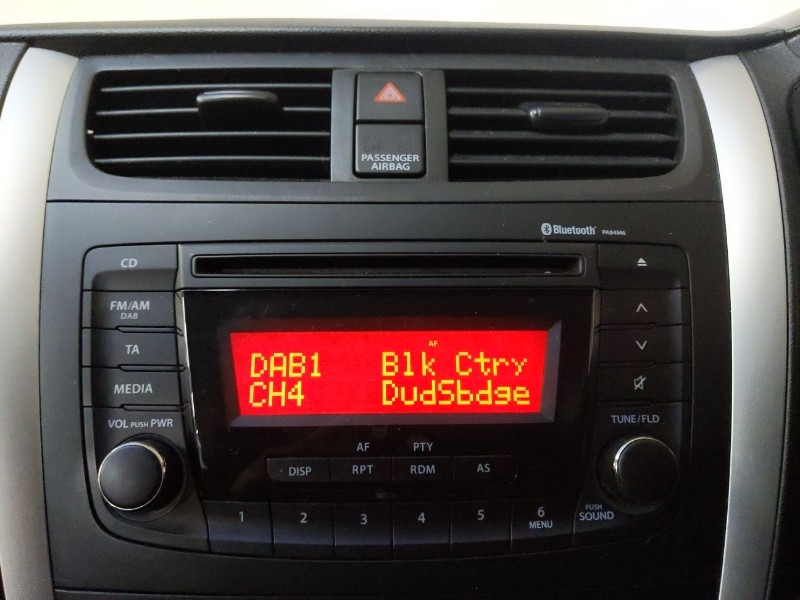 PASSENGER
AIRBAG
Bluetooth® PA84M6
CD
FM/AM
DAB
TA
MEDIA
VOL PUSH PWR
AF
DAB1 Blk Ctry
CH4 DudSbdge
TUNE/FLD
AF PTY
DISP RPT RDM AS
1 2 3 4 5 6
MENU
PUSH
SOUND